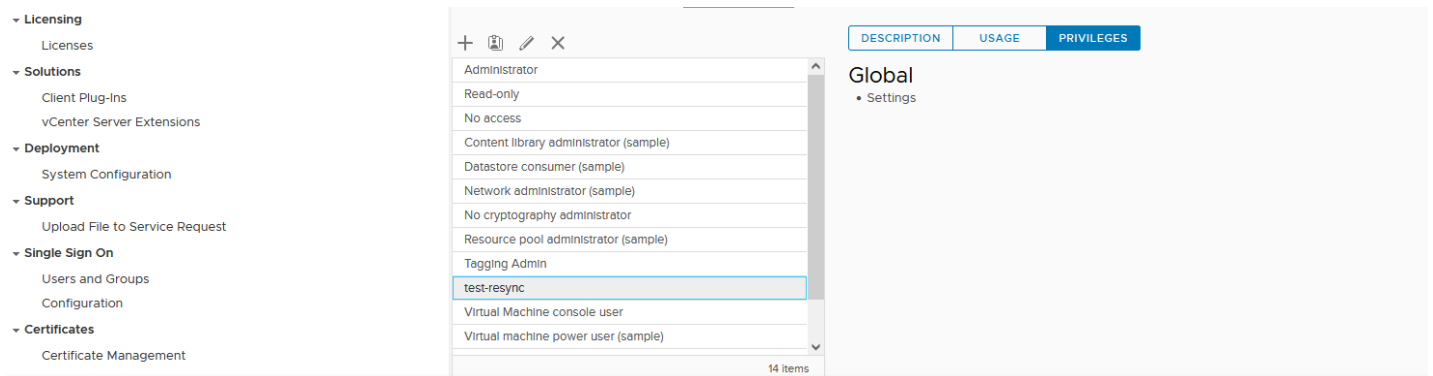 Licensing
Licenses
Solutions
Client Plug-Ins
vCenter Server Extensions
Deployment
System Configuration
Support
Upload File to Service Request
Single Sign On
Users and Groups
Configuration
Certificates
Certificate Management
Administrator
Read-only
No access
Content library administrator (sample)
Datastore consumer (sample)
Network administrator (sample)
No cryptography administrator
Resource pool administrator (sample)
Tagging Admin
test-resync
Virtual Machine console user
Virtual machine power user (sample)
14 items
DESCRIPTION USAGE PRIVILEGES
Global
• Settings